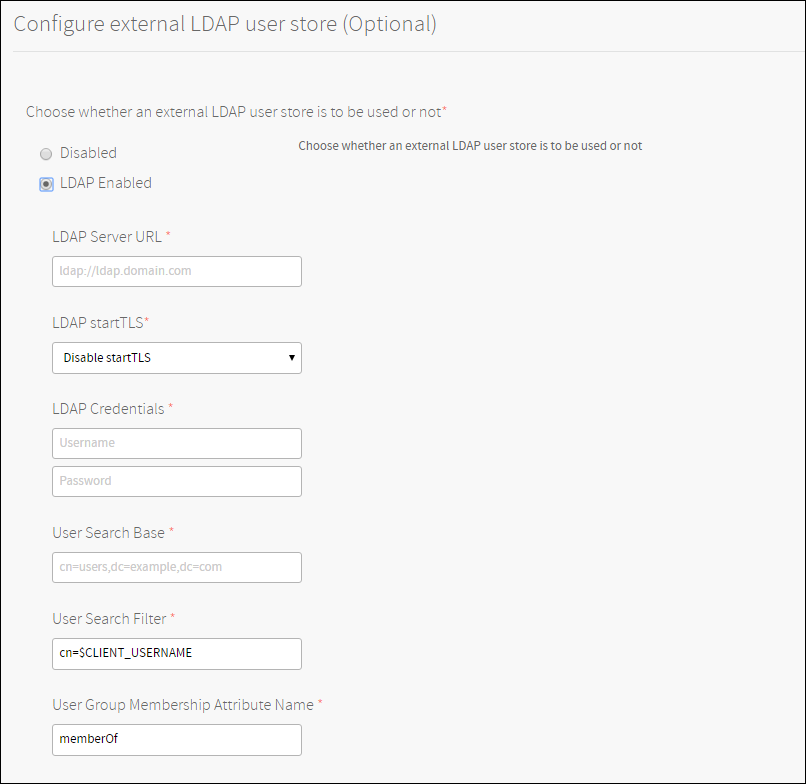 Configure external LDAP user store (Optional)
Choose whether an external LDAP user store is to be used or not*
Disabled
Choose whether an external LDAP user store is to be used or not
LDAP Enabled
LDAP Server URL *
ldap://ldap.domain.com
LDAP startTLS*
Disable startTLS
LDAP Credentials *
Username
Password
User Search Base *
cn=users,dc=example,dc=com
User Search Filter *
cn=$CLIENT_USERNAME
User Group Membership Attribute Name *
memberOf